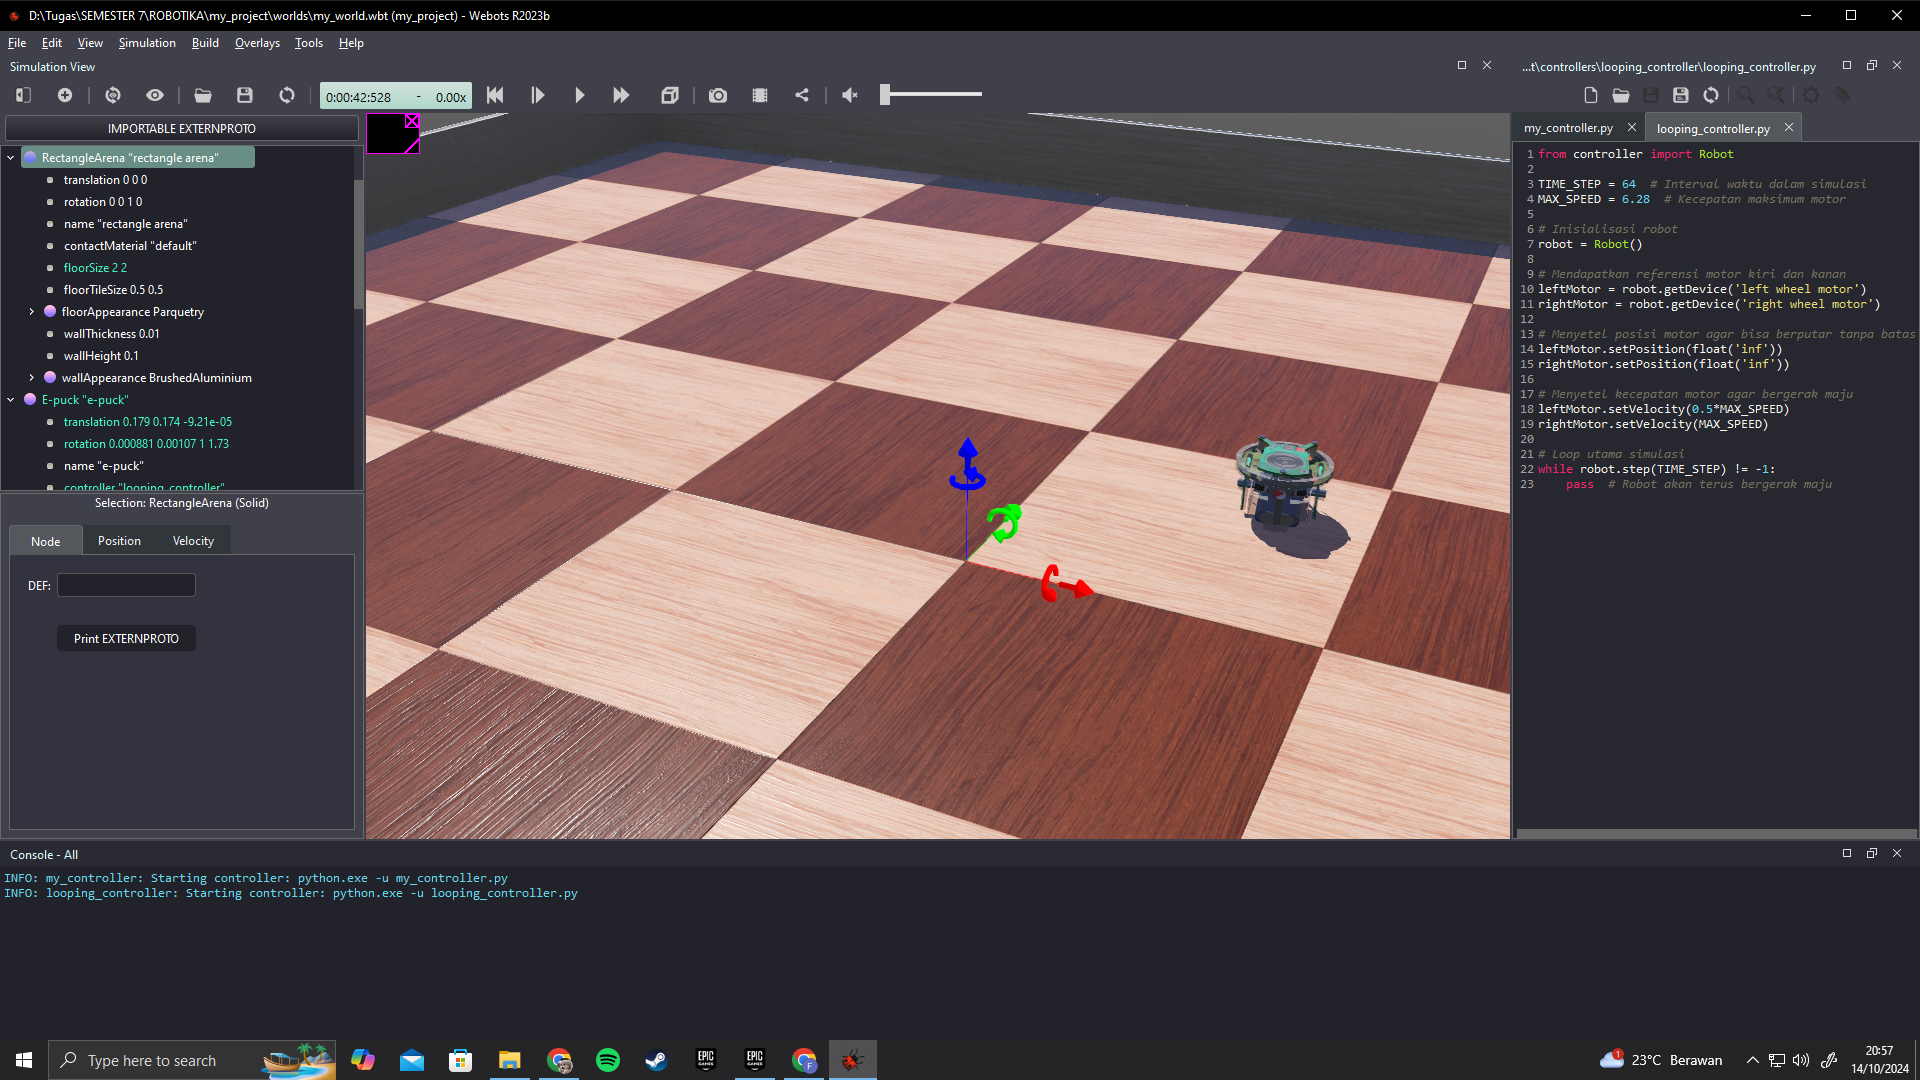 D:\Tugas\SEMESTER 7\ROBOTIKA\my_project\worlds\my_world.wbt (my_project) - Webots R2023b
File Edit View Simulation Build Overlays Tools Help
Simulation View
...t\controllers\looping_controller\looping_controller.py
0:00:42:528 - 0.00x
IMPORTABLE EXTERNPROTO
RectangleArena "rectangle arena"
translation 0 0 0
rotation 0 0 1 0
name "rectangle arena"
contactMaterial "default"
floorSize 2 2
floorTileSize 0.5 0.5
floorAppearance Parquetry
wallThickness 0.01
wallHeight 0.1
wallAppearance BrushedAluminium
E-puck "e-puck"
translation 0.179 0.174 -9.21e-05
rotation 0.000881 0.00107 1 1.73
name "e-puck"
controller "looping_controller"
Selection: RectangleArena (Solid)
Node Position Velocity
DEF:
Print EXTERNPROTO
my_controller.py looping_controller.py
1 from controller import Robot
2
3 TIME_STEP = 64  # Interval waktu dalam simulasi
4 MAX_SPEED = 6.28  # Kecepatan maksimum motor
5
6 # Inisialisasi robot
7 robot = Robot()
8
9 # Mendapatkan referensi motor kiri dan kanan
10 leftMotor = robot.getDevice('left wheel motor')
11 rightMotor = robot.getDevice('right wheel motor')
12
13 # Menyetel posisi motor agar bisa berputar tanpa batas
14 leftMotor.setPosition(float('inf'))
15 rightMotor.setPosition(float('inf'))
16
17 # Menyetel kecepatan motor agar bergerak maju
18 leftMotor.setVelocity(0.5*MAX_SPEED)
19 rightMotor.setVelocity(MAX_SPEED)
20
21 # Loop utama simulasi
22 while robot.step(TIME_STEP) != -1:
23     pass  # Robot akan terus bergerak maju
Console - All
INFO: my_controller: Starting controller: python.exe -u my_controller.py
INFO: looping_controller: Starting controller: python.exe -u looping_controller.py
Type here to search
EPIC GAMES
EPIC GAMES
F
1
23°C Berawan
20:57
14/10/2024